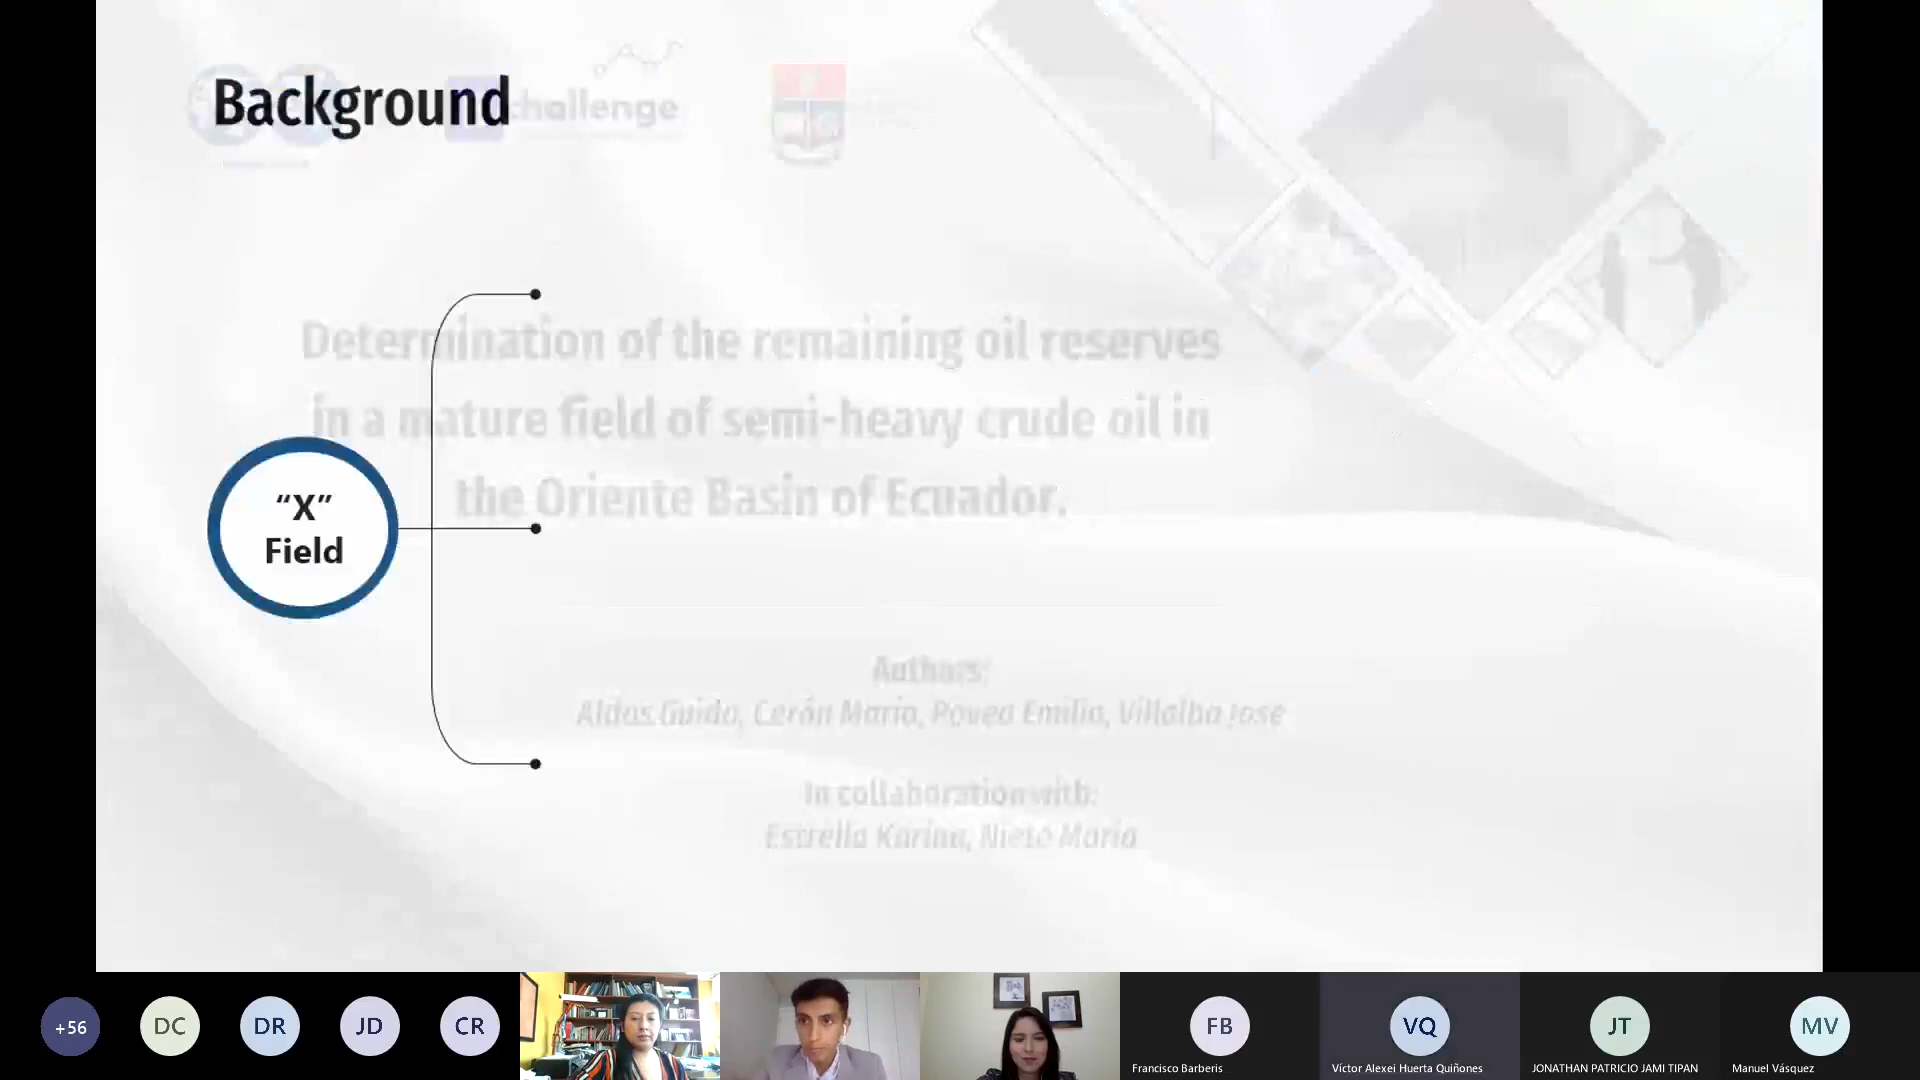 Background
challenge
Determination of the remaining oil reserves
in a mature field of semi-heavy crude oil in
the Oriente Basin of Ecuador.
“X”
Field
Authors:
Aldas Guido, Cerón María, Povea Emilio, Villalba Jose
In collaboration with:
Estrella Karina, Nieto María
+56
DC
DR
JD
CR
FB
VQ
JT
MV
Francisco Barberis
Víctor Alexei Huerta Quiñones
JONATHAN PATRICIO JAMI TIPAN
Manuel Vásquez